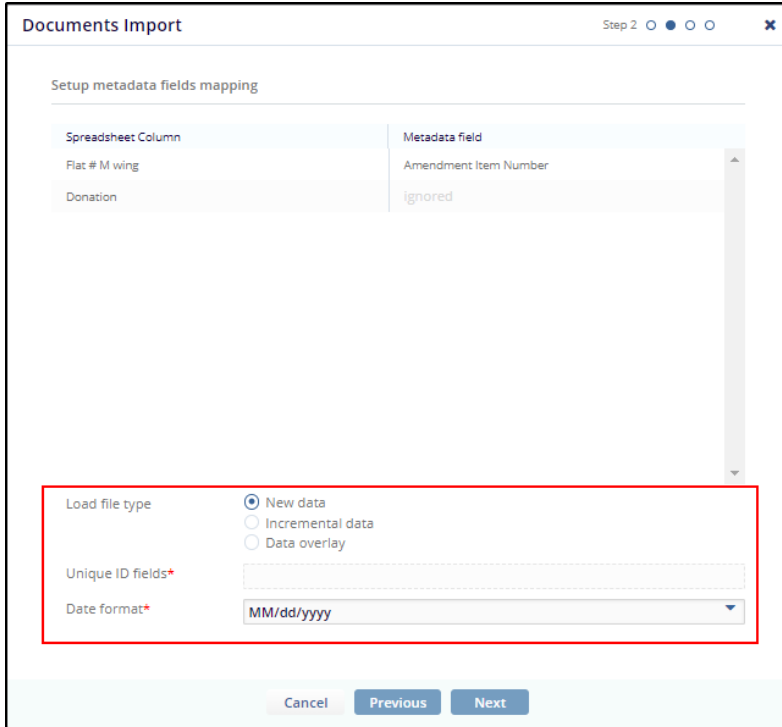 Documents Import Step 2
Setup metadata fields mapping
Spreadsheet Column Metadata field
Flat # M wing Amendment Item Number
Donation ignored
Load file type New data
Incremental data
Data overlay
Unique ID fields*
Date format* MM/dd/yyyy
Cancel Previous Next